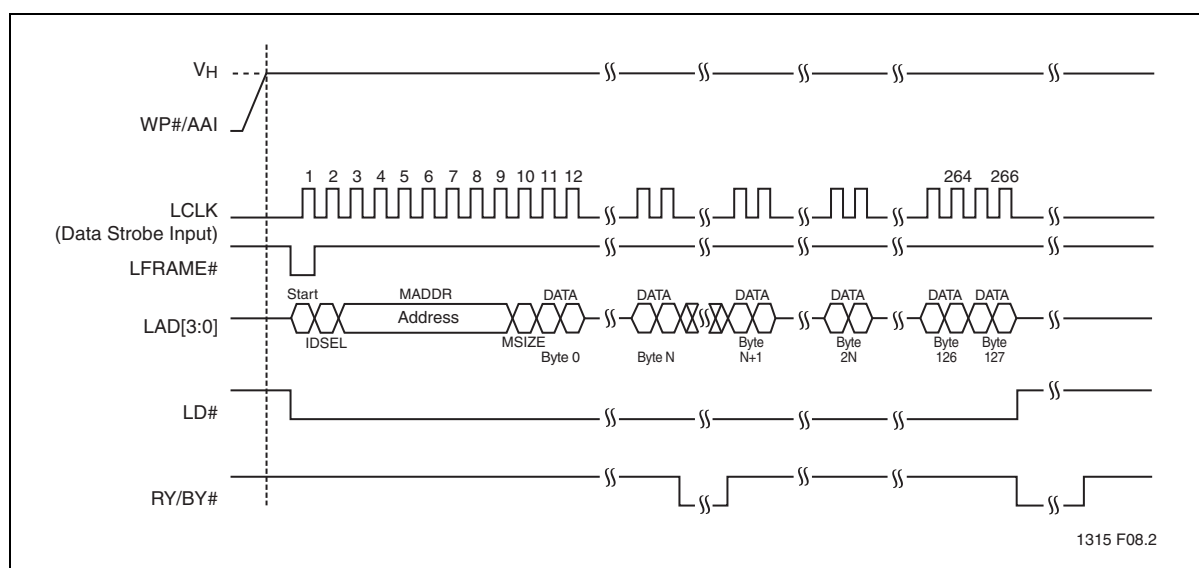 VH
WP#/AAI
1 2 3 4 5 6 7 8 9 10 11 12 264 266
LCLK
(Data Strobe Input)
LFRAME#
Start MADDR DATA DATA DATA DATA DATA DATA
LAD[3:0] Address
IDSEL MSIZE Byte 0 Byte N Byte N+1 Byte 2N Byte 126 Byte 127
LD#
RY/BY#
1315 F08.2